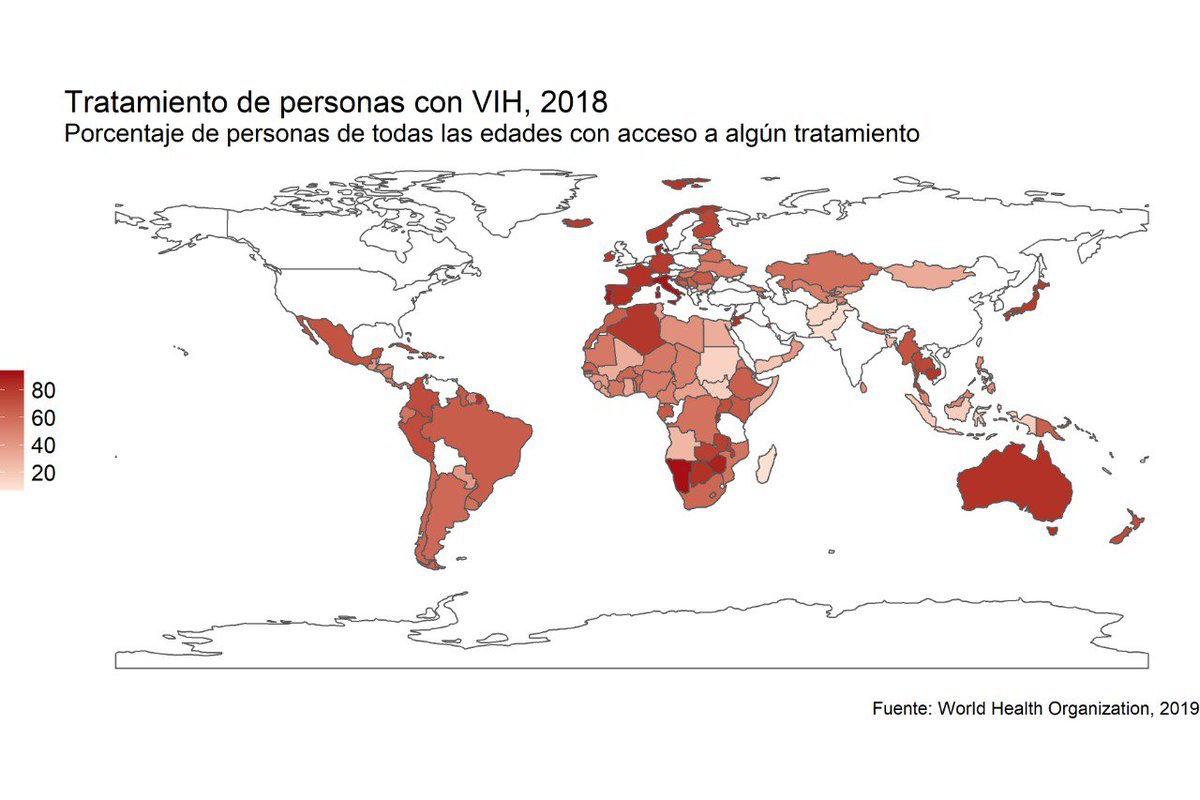 Tratamiento de personas con VIH, 2018
Porcentaje de personas de todas las edades con acceso a algún tratamiento
80
60
40
20
Fuente: World Health Organization, 2019